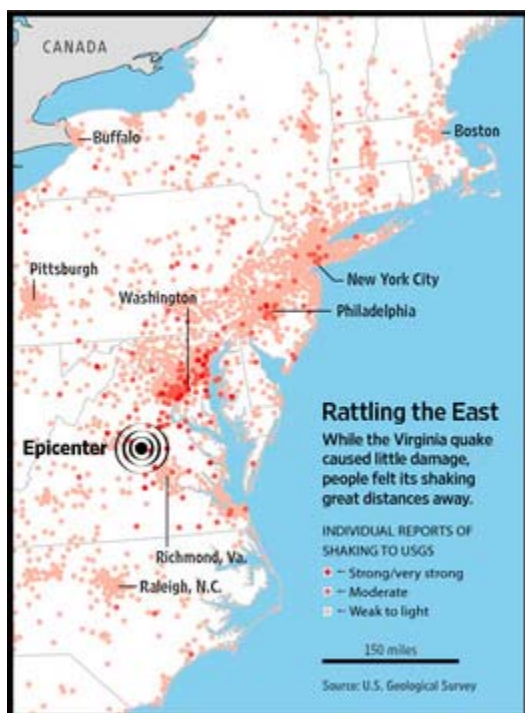 CANADA
Buffalo
Boston
Pittsburgh
New York City
Washington
Philadelphia
Rattling the East
While the Virginia quake
caused little damage,
people felt its shaking
great distances away.
Epicenter
INDIVIDUAL REPORTS OF
SHAKING TO USGS
Richmond, Va.
– Strong/very strong
Raleigh, N.C.
– Moderate
– Weak to light
150 miles
Source: U.S. Geological Survey